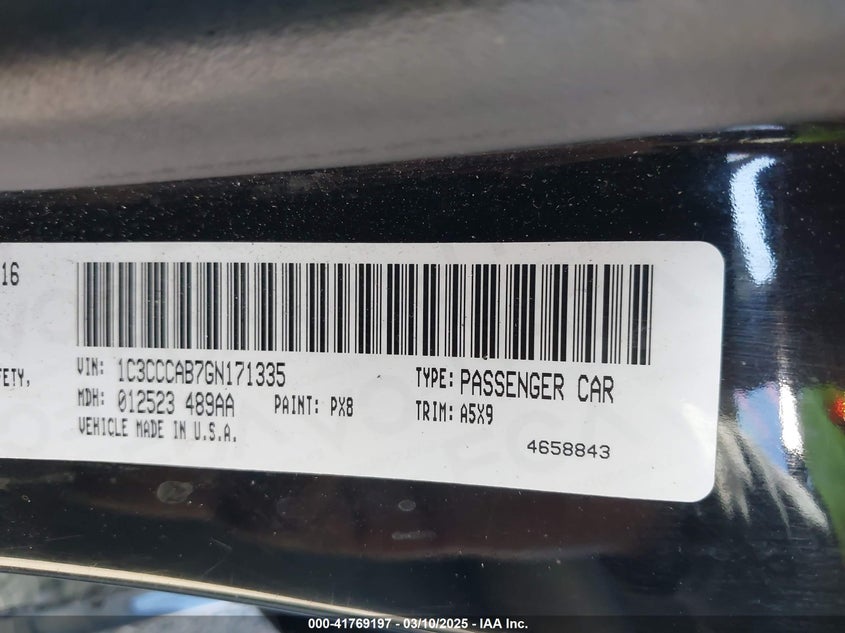 16
FETY,
VIN: 1C3CCCAB7GN171335
TYPE: PASSENGER CAR
MDH: 012523 489AA
PAINT: PX8
TRIM: A5X9
VEHICLE MADE IN U.S.A.
4658843
000-41769197 - 03/10/2025 - IAA Inc.